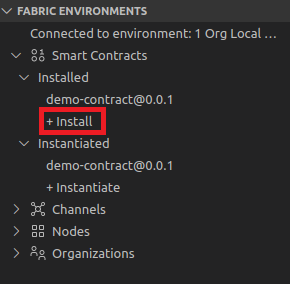 FABRIC ENVIRONMENTS
Connected to environment: 1 Org Local ...
Smart Contracts
Installed
demo-contract@0.0.1
+ Install
Instantiated
demo-contract@0.0.1
+ Instantiate
Channels
Nodes
Organizations